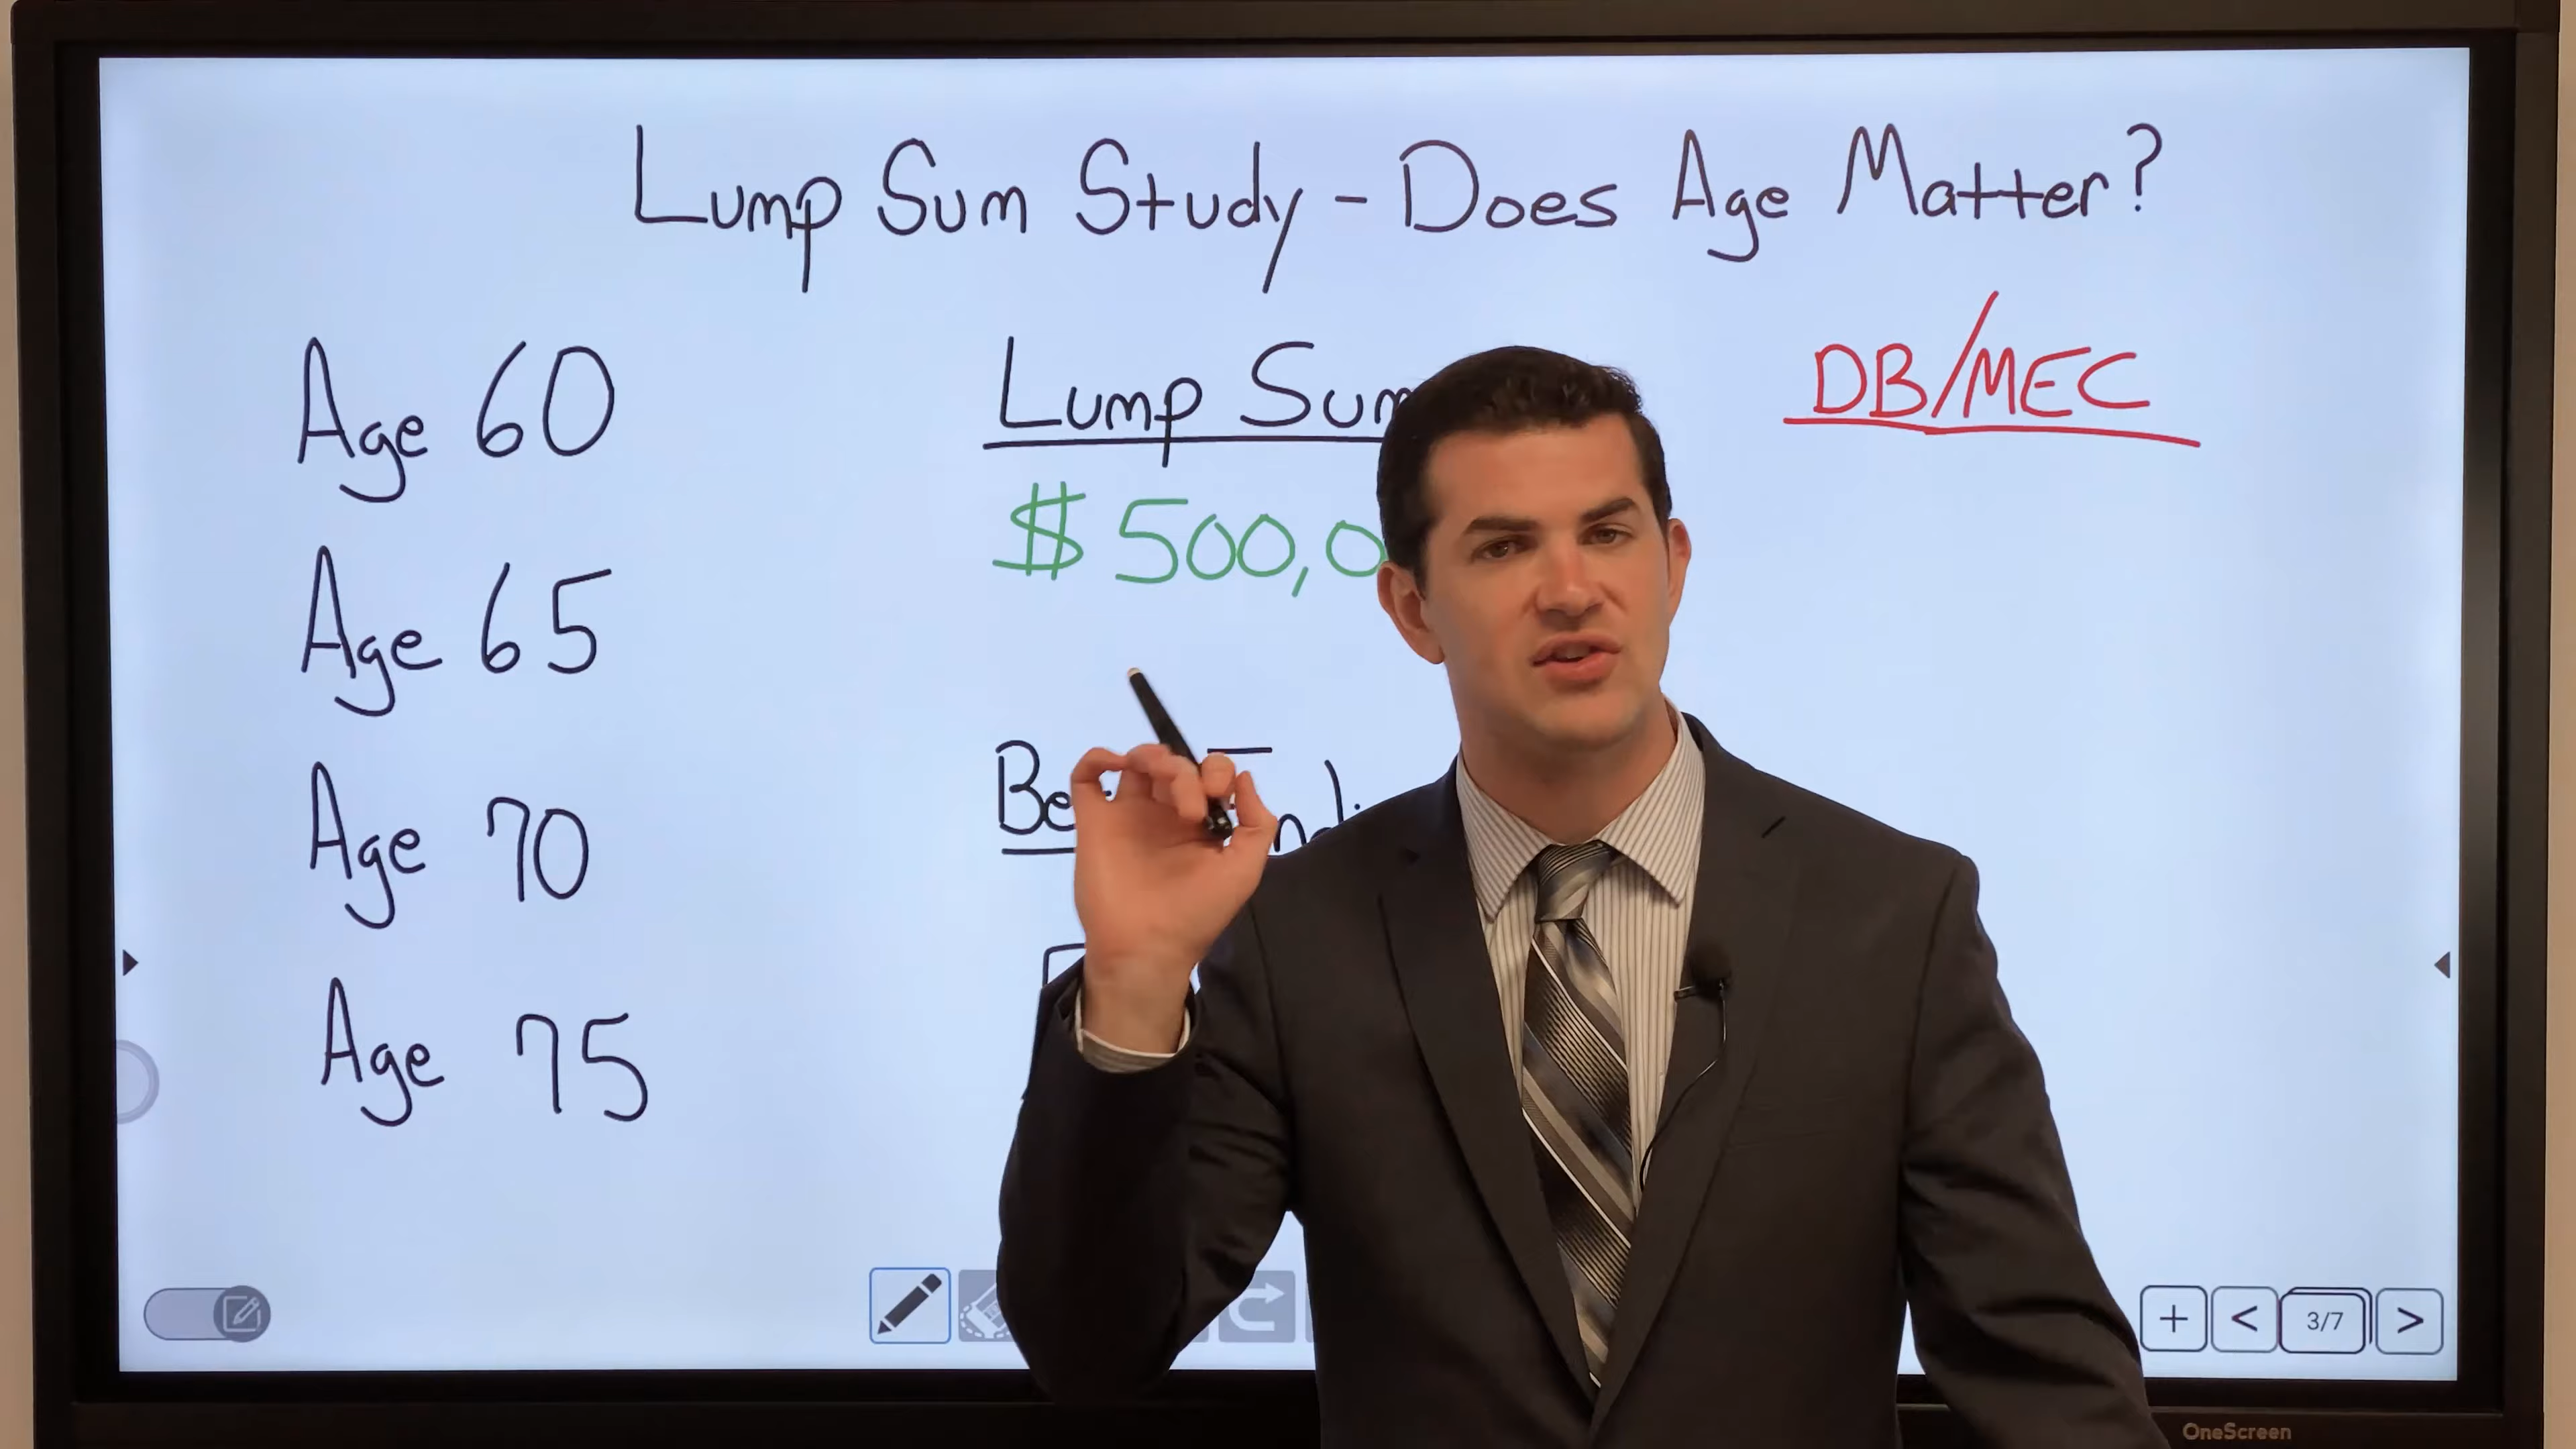 Lump Sum Study - Does Age Matter?
Age 60
Age 65
Age 70
Age 75
Lump Sum
$500,0
DB/MEC
+ < 3/7 >
OneScreen